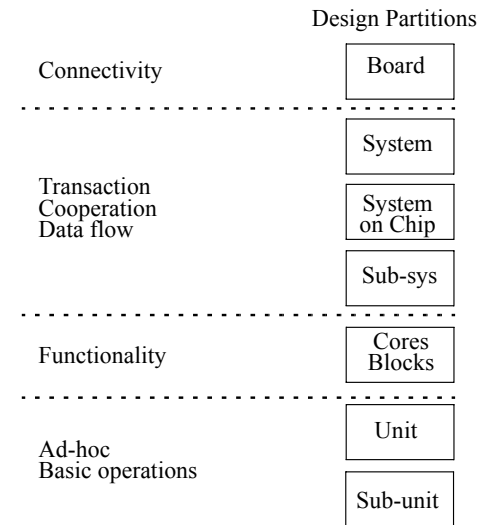 Design Partitions
Connectivity
Board
System
Transaction
Cooperation
Data flow
System
on Chip
Sub-sys
Functionality
Cores
Blocks
Ad-hoc
Basic operations
Unit
Sub-unit